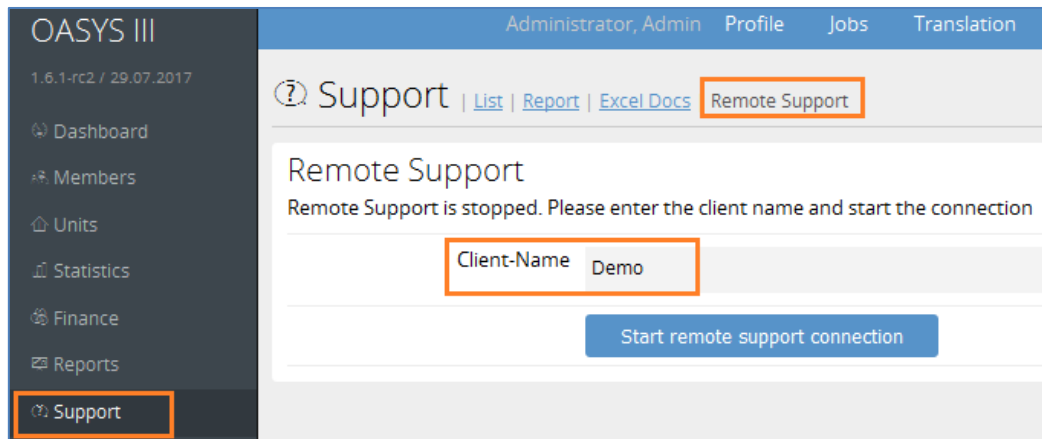 OASYS III
1.6.1-rc2 / 29.07.2017
Dashboard
Members
Units
Statistics
Finance
Reports
Support
Administrator, Admin Profile Jobs Translation
Support | List | Report | Excel Docs Remote Support
Remote Support
Remote Support is stopped. Please enter the client name and start the connection
Client-Name Demo
Start remote support connection